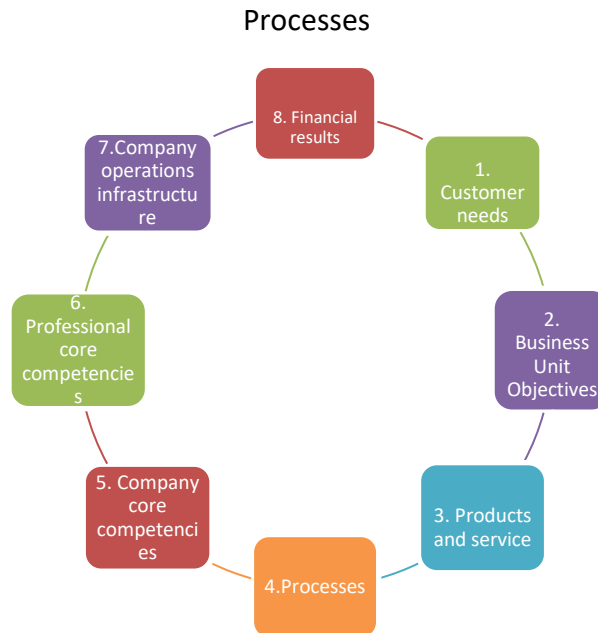 Processes
8. Financial
results
1.
Customer
needs
2.
Business
Unit
Objectives
3. Products
and service
4.Processes
5. Company
core
competenci
es
6.
Professional
core
competencie
s
7.Company
operations
infrastructu
re